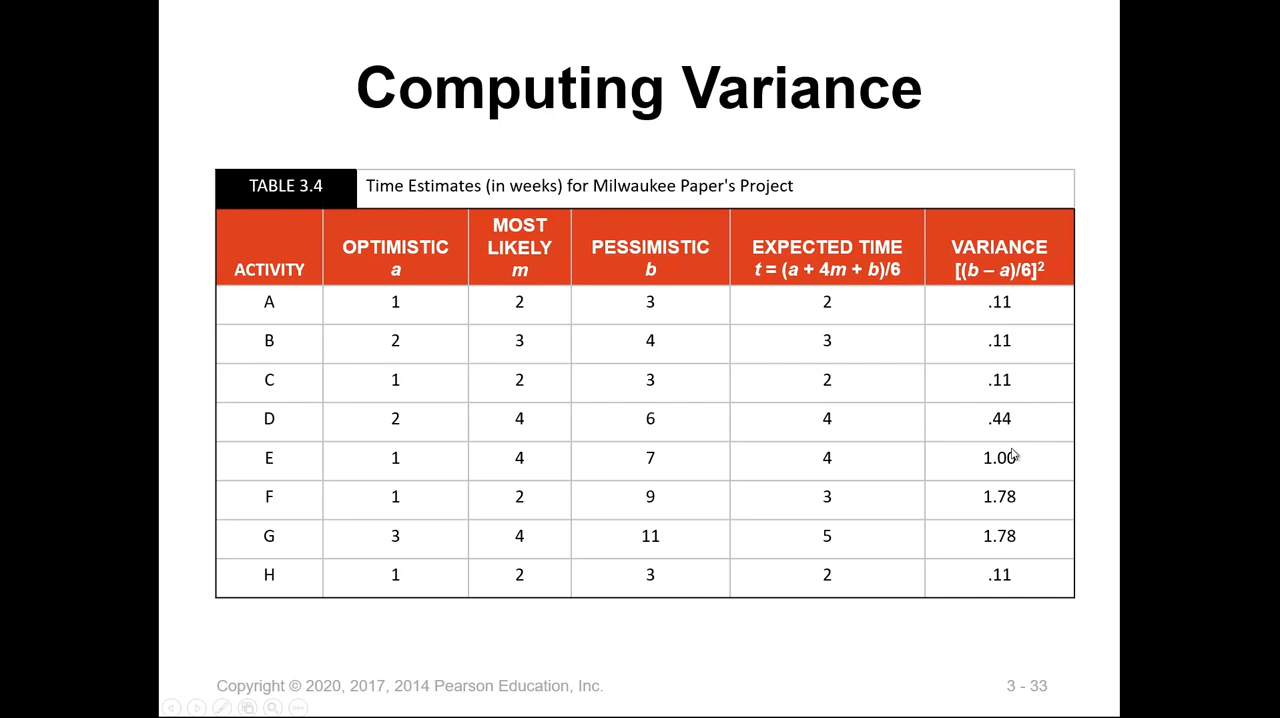 Computing Variance
TABLE 3.4 Time Estimates (in weeks) for Milwaukee Paper's Project
ACTIVITY OPTIMISTIC a MOST LIKELY m PESSIMISTIC b EXPECTED TIME t = (a + 4m + b)/6 VARIANCE [(b – a)/6]²
A 1 2 3 2 .11
B 2 3 4 3 .11
C 1 2 3 2 .11
D 2 4 6 4 .44
E 1 4 7 4 1.00
F 1 2 9 3 1.78
G 3 4 11 5 1.78
H 1 2 3 2 .11
Copyright © 2020, 2017, 2014 Pearson Education, Inc. 3 - 33